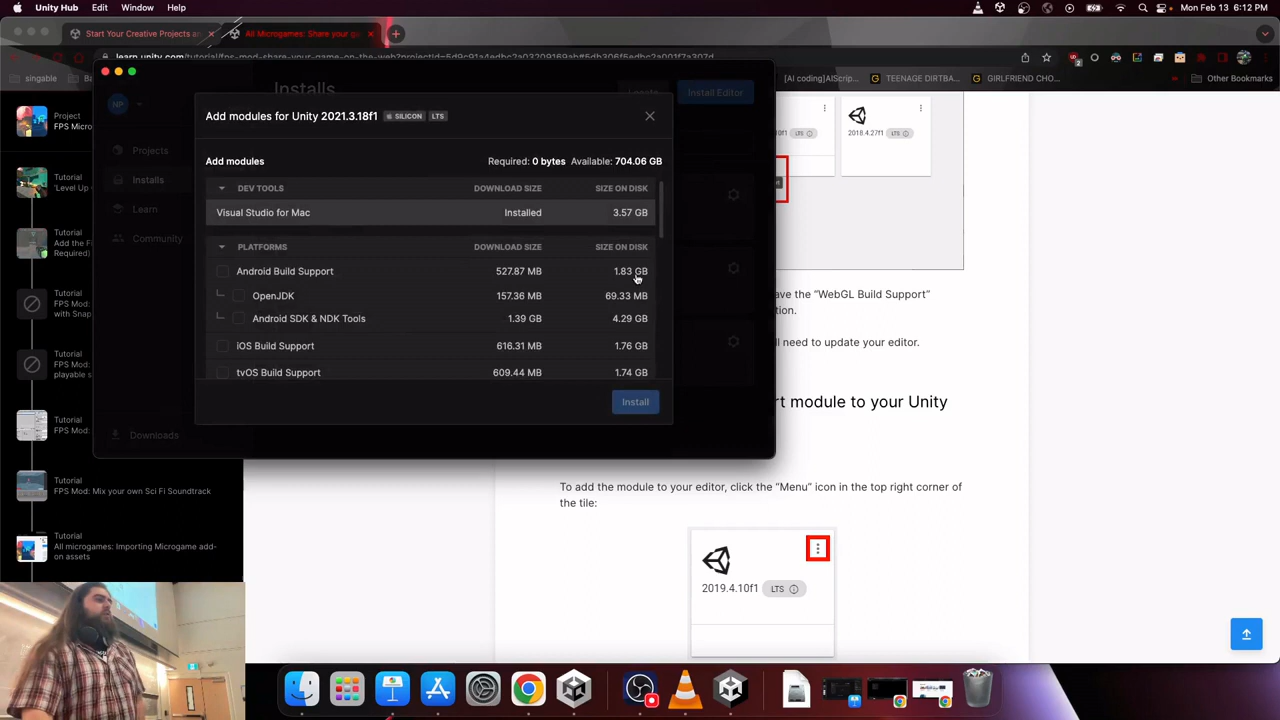 Unity Hub File Edit Window Help
Mon Feb 13 6:12 PM
Start Your Creative Projects an
All Microgames: Share your ga
singable
[AI coding]AIScrip...
TEENAGE DIRTBA...
GIRLFRIEND CHO...
Other Bookmarks
Project
FPS Micro
Tutorial
'Level Up
Tutorial
Add the Fi
Required)
Tutorial
FPS Mod:
with Snap
Tutorial
FPS Mod:
playable s
Tutorial
FPS Mod:
Tutorial
FPS Mod: Mix your own Sci Fi Soundtrack
Tutorial
All microgames: Importing Microgame add-
on assets
NP
Projects
Installs
Learn
Community
Downloads
Installs
Locate
Install Editor
Add modules for Unity 2021.3.18f1 SILICON LTS
Add modules Required: 0 bytes Available: 704.06 GB
DEV TOOLS DOWNLOAD SIZE SIZE ON DISK
Visual Studio for Mac Installed 3.57 GB
PLATFORMS DOWNLOAD SIZE SIZE ON DISK
Android Build Support 527.87 MB 1.83 GB
OpenJDK 157.36 MB 69.33 MB
Android SDK & NDK Tools 1.39 GB 4.29 GB
iOS Build Support 616.31 MB 1.76 GB
tvOS Build Support 609.44 MB 1.74 GB
Install
LTS
2018.4.27f1 LTS
ave the “WebGL Build Support”
tion.
ll need to update your editor.
rt module to your Unity
To add the module to your editor, click the “Menu” icon in the top right corner of
the tile:
2019.4.10f1 LTS